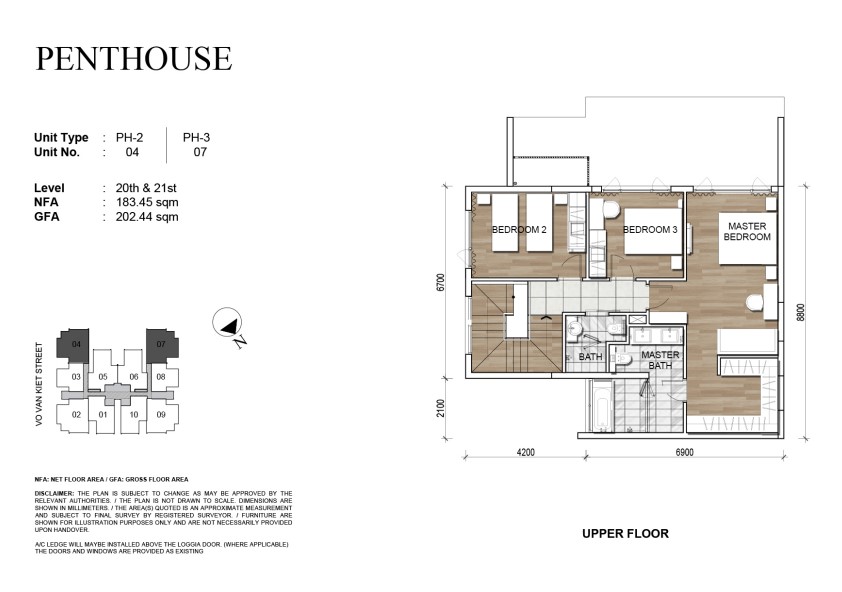 PENTHOUSE
Unit Type : PH-2 PH-3
Unit No. : 04 07
Level : 20th & 21st
NFA : 183.45 sqm
GFA : 202.44 sqm
BEDROOM 2
BEDROOM 3
MASTER
BEDROOM
BATH
MASTER
BATH
6700
2100
8800
4200
6900
N
VO VAN KIET STREET
04
07
03
05
06
08
02
01
10
09
NFA: NET FLOOR AREA / GFA: GROSS FLOOR AREA
DISCLAIMER: THE PLAN IS SUBJECT TO CHANGE AS MAY BE APPROVED BY THE
RELEVANT AUTHORITIES. / THE PLAN IS NOT DRAWN TO SCALE. DIMENSIONS ARE
SHOWN IN MILLIMETERS. / THE AREA(S) QUOTED IS AN APPROXIMATE MEASUREMENT
AND SUBJECT TO FINAL SURVEY BY REGISTERED SURVEYOR. / FURNITURE ARE
SHOWN FOR ILLUSTRATION PURPOSES ONLY AND ARE NOT NECESSARILY PROVIDED
UPON HANDOVER.
A/C LEDGE WILL MAYBE INSTALLED ABOVE THE LOGGIA DOOR. (WHERE APPLICABLE)
THE DOORS AND WINDOWS ARE PROVIDED AS EXISTING
UPPER FLOOR